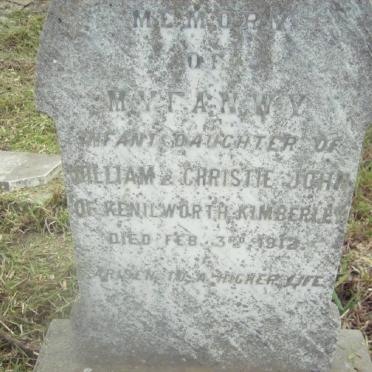 MEMORY
OF
MYFANWY
INFANT DAUGHTER OF
WILLIAM & CHRISTIE JOHN
OF KENILWORTH, KIMBERLEY
DIED FEB. 3RD 1912.
ARISEN TO A HIGHER LIFE